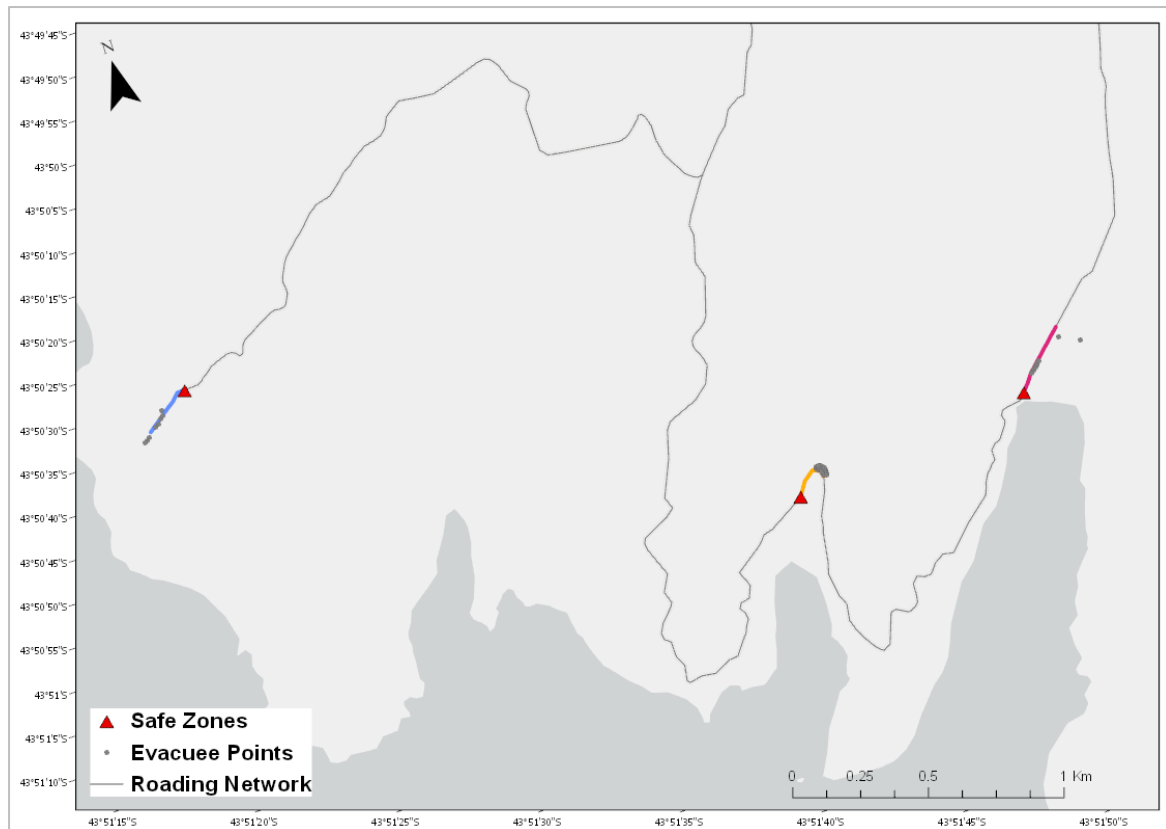 N
43°49'45"S
43°49'50"S
43°49'55"S
43°50'S
43°50'5"S
43°50'10"S
43°50'15"S
43°50'20"S
43°50'25"S
43°50'30"S
43°50'35"S
43°50'40"S
43°50'45"S
43°50'50"S
43°50'55"S
43°51'S
43°51'5"S
43°51'10"S
Safe Zones
Evacuee Points
Roading Network
0 0.25 0.5 1 Km
43°51'15"S 43°51'20"S 43°51'25"S 43°51'30"S 43°51'35"S 43°51'40"S 43°51'45"S 43°51'50"S